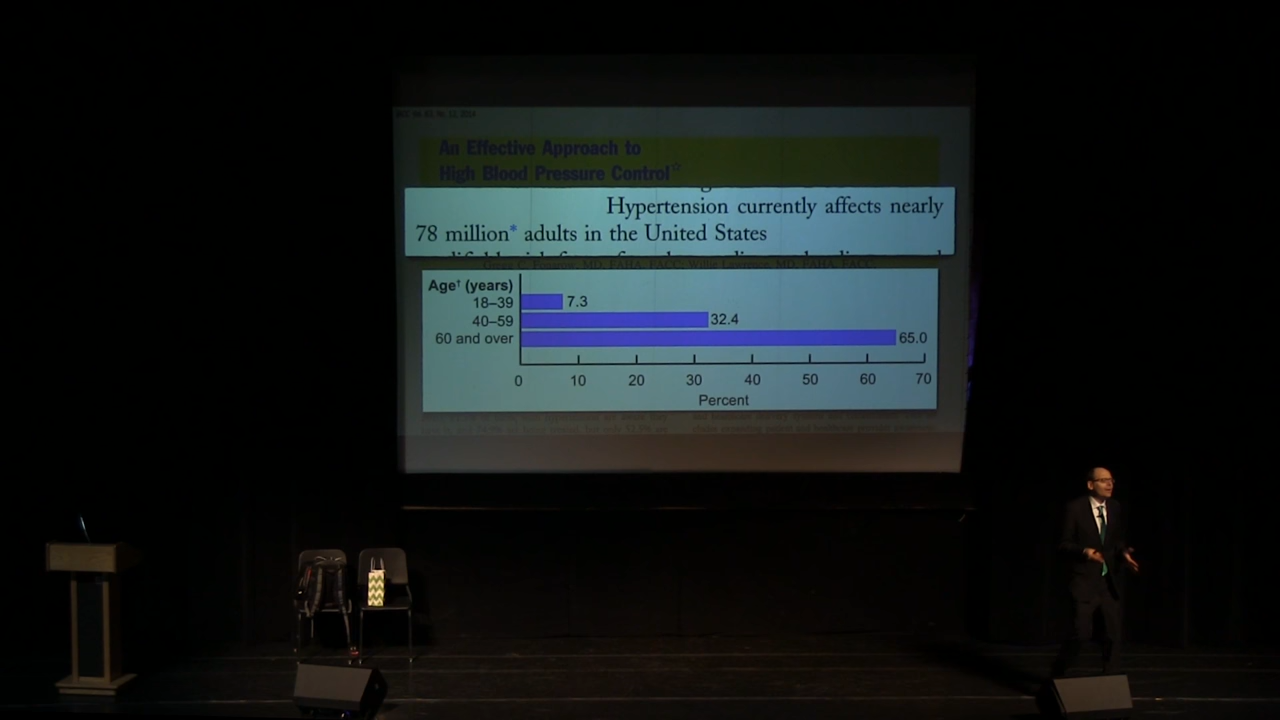 An Effective Approach to
High Blood Pressure Control☆
Hypertension currently affects nearly
78 million* adults in the United States
Age† (years)
18–39 7.3
40–59 32.4
60 and over 65.0
0 10 20 30 40 50 60 70
Percent